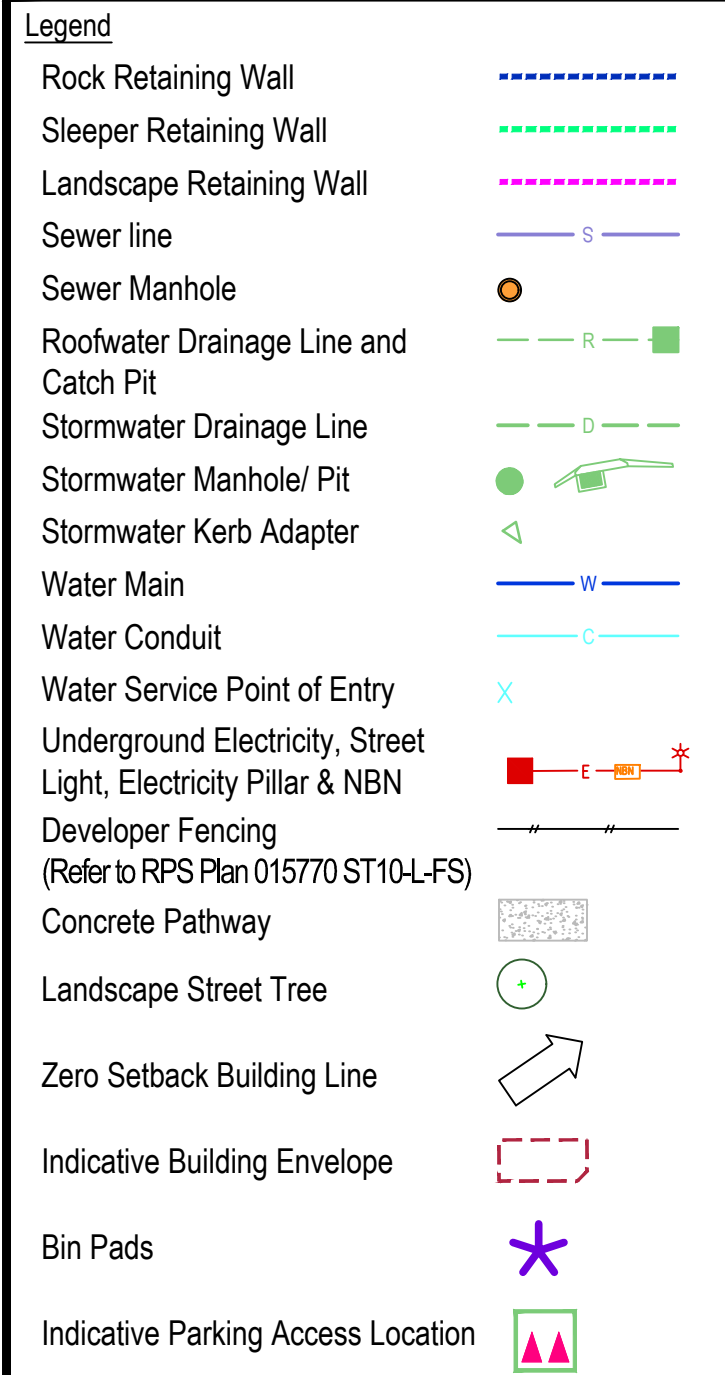 Legend
Rock Retaining Wall
Sleeper Retaining Wall
Landscape Retaining Wall
Sewer line S
Sewer Manhole
Roofwater Drainage Line and R
Catch Pit
Stormwater Drainage Line D
Stormwater Manhole/ Pit
Stormwater Kerb Adapter
Water Main W
Water Conduit C
Water Service Point of Entry
Underground Electricity, Street
Light, Electricity Pillar & NBN E NBN
Developer Fencing
(Refer to RPS Plan 015770 ST10-L-FS)
Concrete Pathway
Landscape Street Tree
Zero Setback Building Line
Indicative Building Envelope
Bin Pads
Indicative Parking Access Location